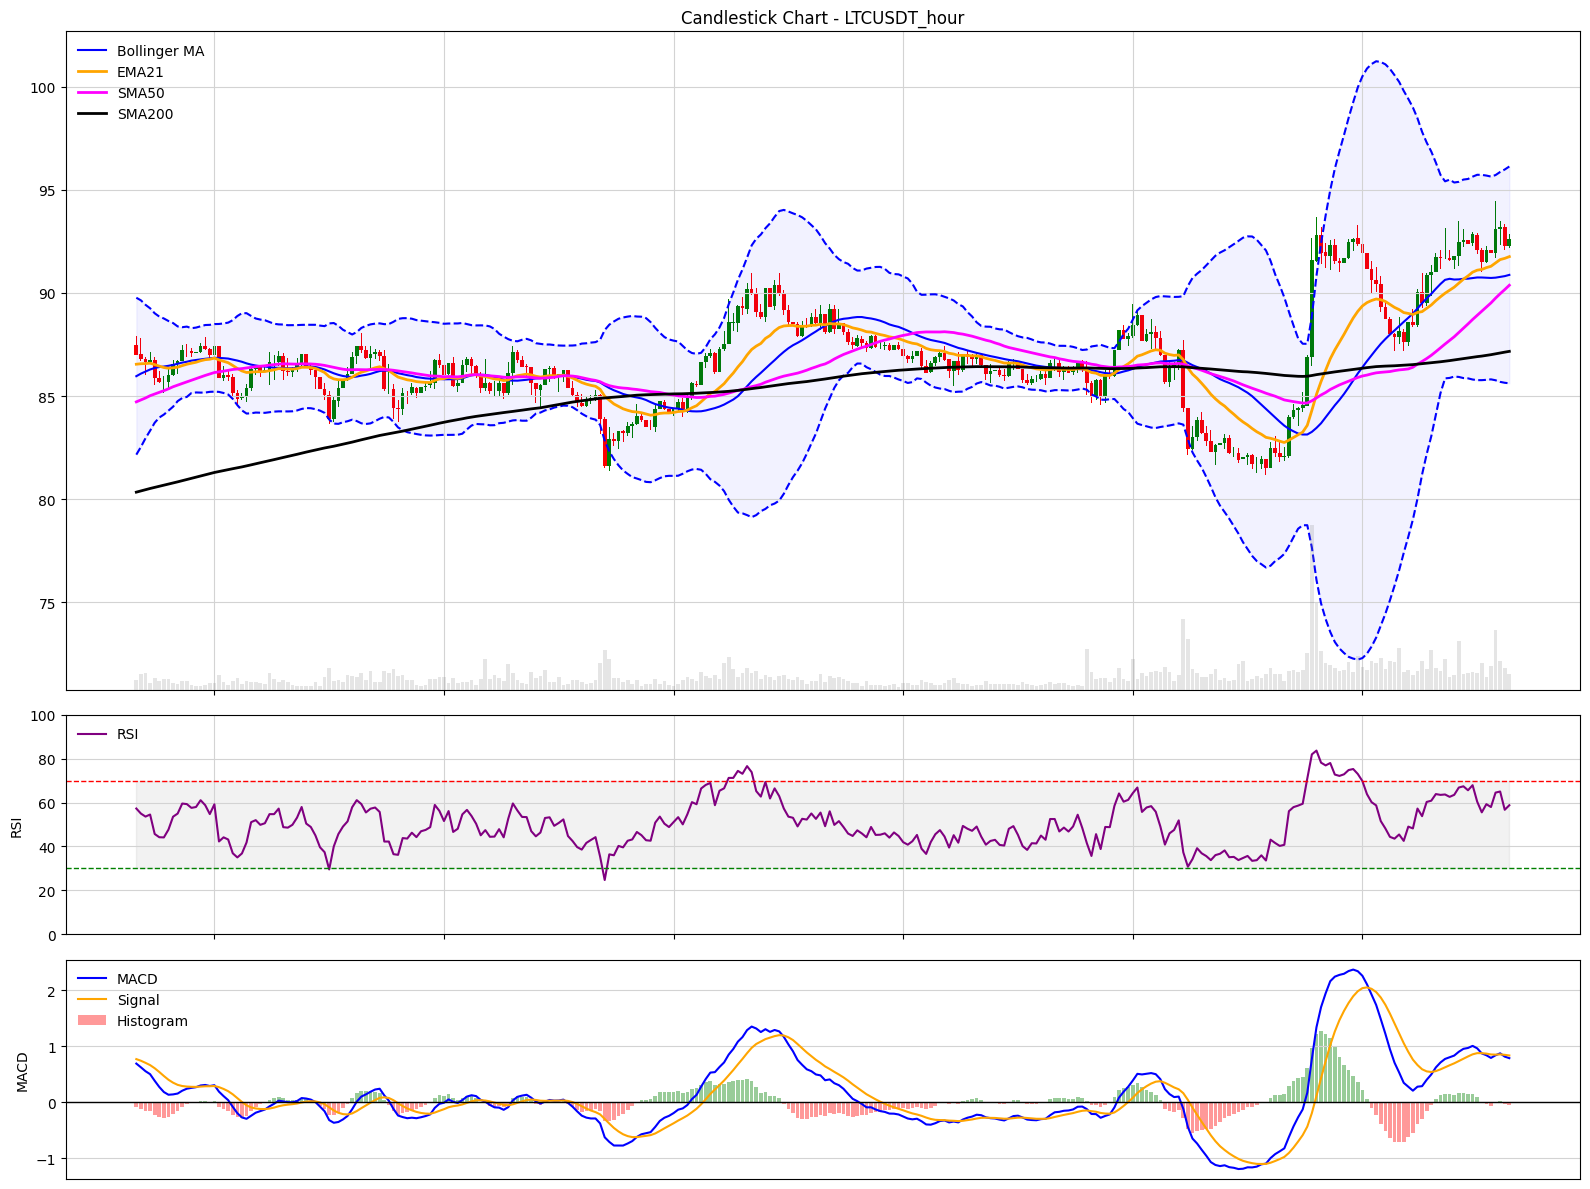 Candlestick Chart - LTCUSDT_hour
Bollinger MA
EMA21
SMA50
SMA200
100
95
90
85
80
75
RSI
100
80
60
40
20
0
RSI
MACD
Signal
Histogram
2
1
0
−1
MACD